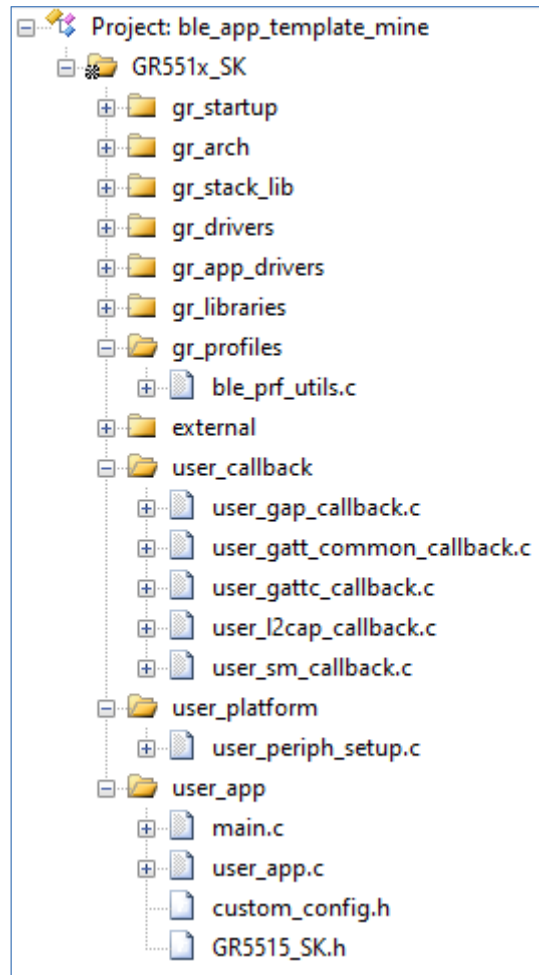 Project: ble_app_template_mine
GR551x_SK
gr_startup
gr_arch
gr_stack_lib
gr_drivers
gr_app_drivers
gr_libraries
gr_profiles
ble_prf_utils.c
external
user_callback
user_gap_callback.c
user_gatt_common_callback.c
user_gattc_callback.c
user_l2cap_callback.c
user_sm_callback.c
user_platform
user_periph_setup.c
user_app
main.c
user_app.c
custom_config.h
GR5515_SK.h